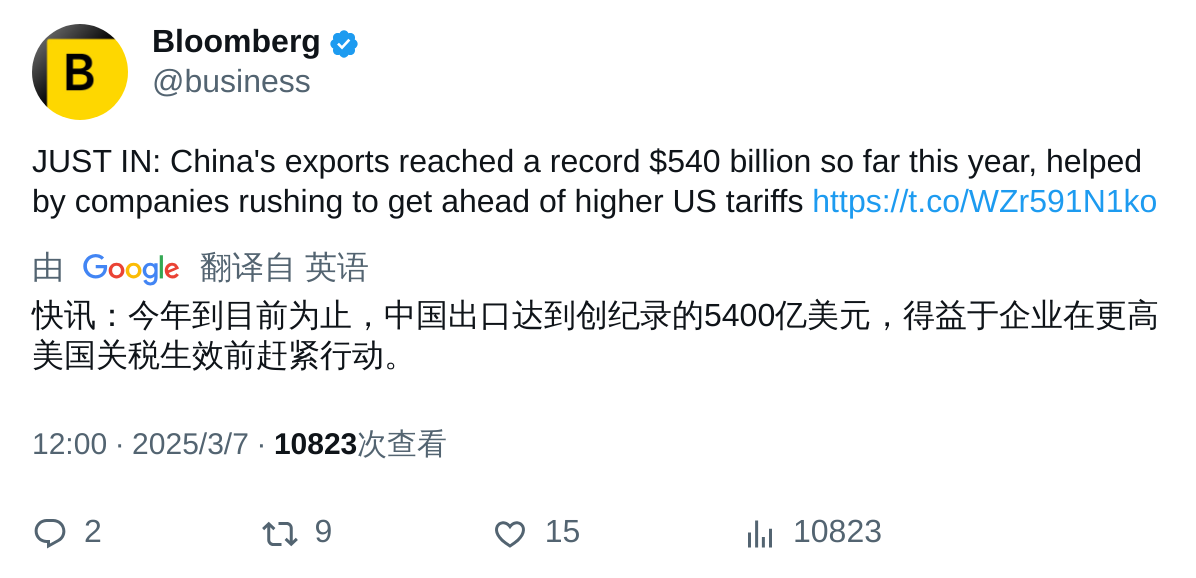 B
Bloomberg
@business
JUST IN: China's exports reached a record $540 billion so far this year, helped
by companies rushing to get ahead of higher US tariffs https://t.co/WZr591N1ko
由 Google 翻译自 英语
快讯：今年到目前为止，中国出口达到创纪录的5400亿美元，得益于企业在更高
美国关税生效前赶紧行动。
12:00 · 2025/3/7 · 10823次查看
2 9 15 10823